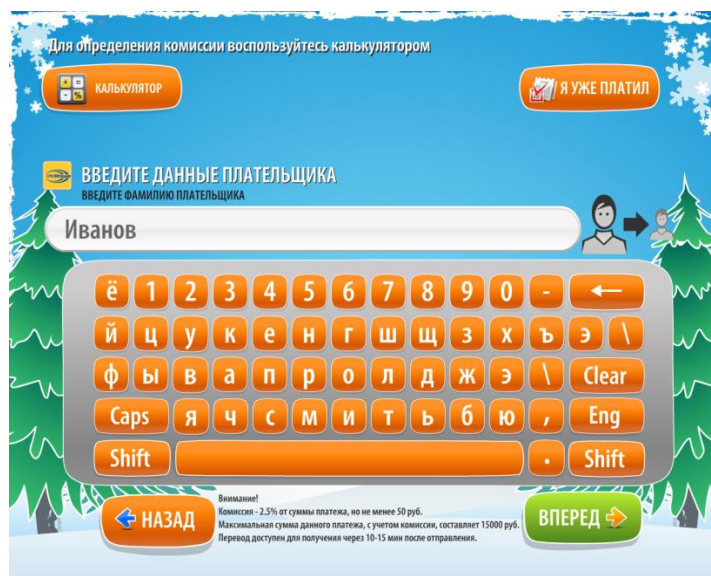 Для определения комиссии воспользуйтесь калькулятором
КАЛЬКУЛЯТОР
Я УЖЕ ПЛАТИЛ
ВВЕДИТЕ ДАННЫЕ ПЛАТЕЛЬЩИКА
ВВЕДИТЕ ФАМИЛИЮ ПЛАТЕЛЬЩИКА
Иванов
ё 1 2 3 4 5 6 7 8 9 0 -
й ц у к е н г ш щ з х ъ э \
ф ы в а п р о л д ж э \ Clear
Caps я ч с м и т ь б ю , Eng
Shift . Shift
НАЗАД
Внимание!
Комиссия - 2.5% от суммы платежа, но не менее 50 руб.
Максимальная сумма данного платежа, с учетом комиссии, составляет 15000 руб.
Перевод доступен для получения через 10-15 мин после отправления.
ВПЕРЕД